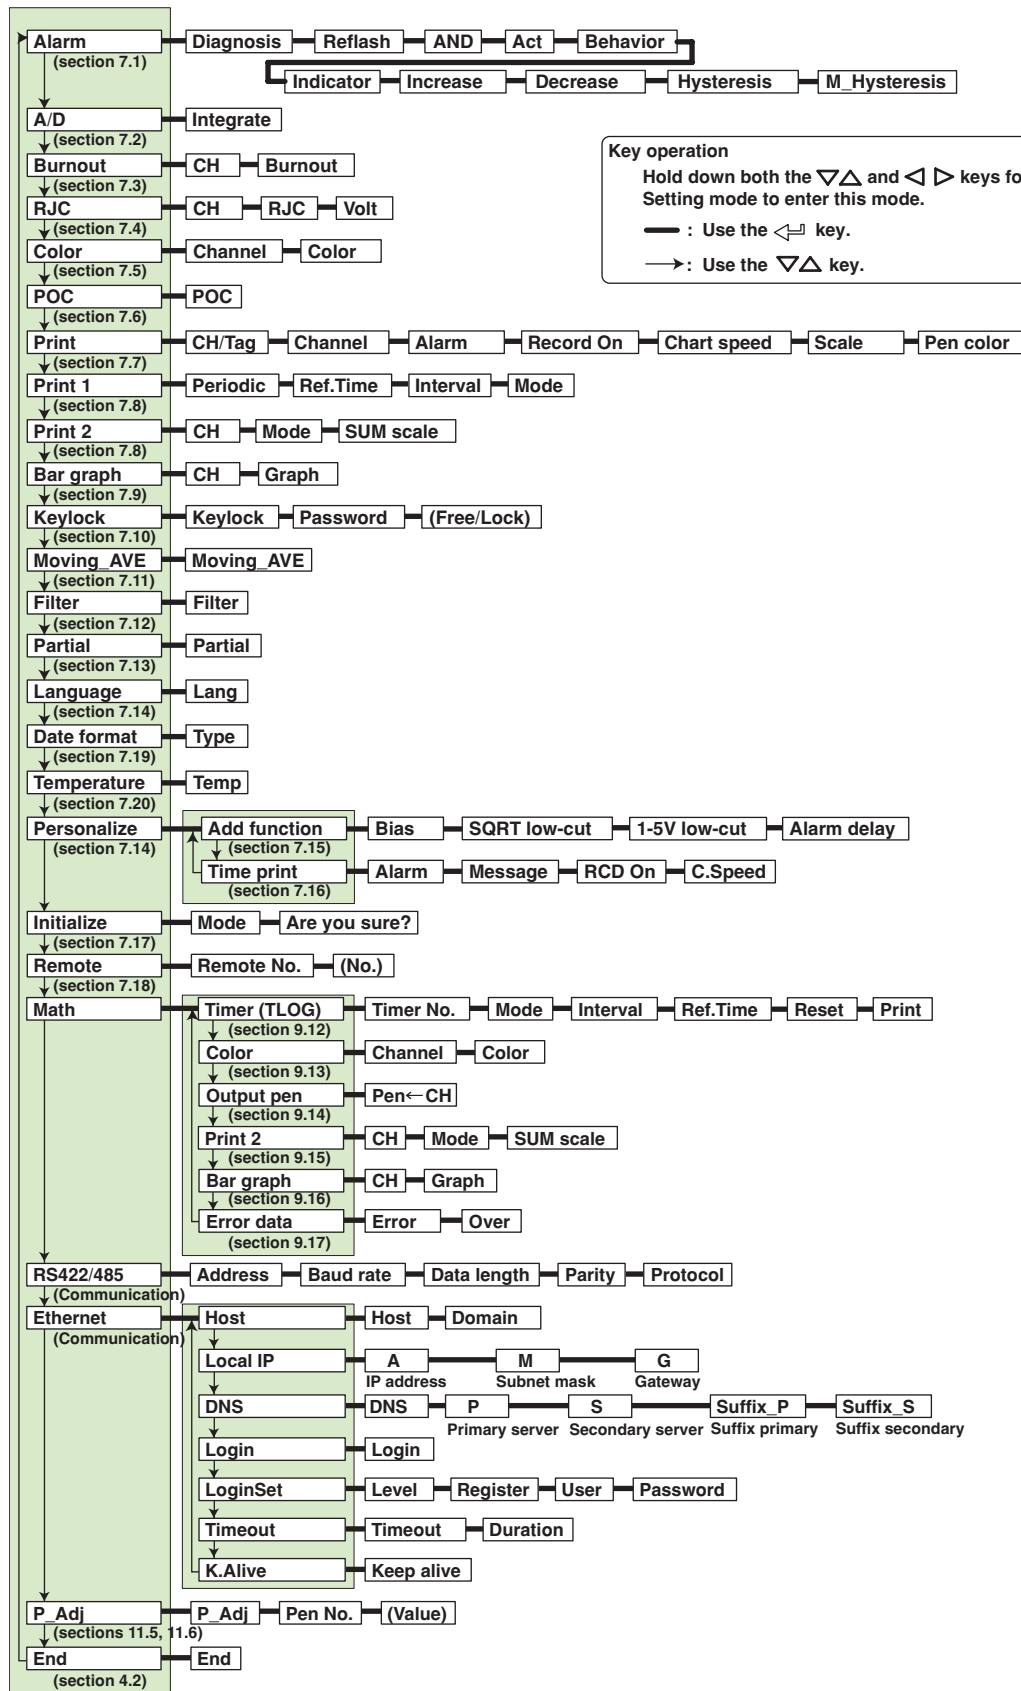 Alarm Diagnosis Reflash AND Act Behavior
(section 7.1)
Indicator Increase Decrease Hysteresis M_Hysteresis
A/D Integrate
(section 7.2)
Key operation
Hold down both the ▽△ and ◁ ▷ keys fo
Setting mode to enter this mode.
: Use the key.
: Use the ▽△ key.
Burnout CH Burnout
(section 7.3)
RJC CH RJC Volt
(section 7.4)
Color Channel Color
(section 7.5)
POC POC
(section 7.6)
Print CH/Tag Channel Alarm Record On Chart speed Scale Pen color
(section 7.7)
Print 1 Periodic Ref.Time Interval Mode
(section 7.8)
Print 2 CH Mode SUM scale
(section 7.8)
Bar graph CH Graph
(section 7.9)
Keylock Keylock Password (Free/Lock)
(section 7.10)
Moving_AVE Moving_AVE
(section 7.11)
Filter Filter
(section 7.12)
Partial Partial
(section 7.13)
Language Lang
(section 7.14)
Date format Type
(section 7.19)
Temperature Temp
(section 7.20)
Personalize Add function Bias SQRT low-cut 1-5V low-cut Alarm delay
(section 7.14) (section 7.15)
Time print Alarm Message RCD On C.Speed
(section 7.16)
Initialize Mode Are you sure?
(section 7.17)
Remote Remote No. (No.)
(section 7.18)
Math Timer (TLOG) Timer No. Mode Interval Ref.Time Reset Print
(section 9.12)
Color Channel Color
(section 9.13)
Output pen Pen←CH
(section 9.14)
Print 2 CH Mode SUM scale
(section 9.15)
Bar graph CH Graph
(section 9.16)
Error data Error Over
(section 9.17)
RS422/485 Address Baud rate Data length Parity Protocol
(Communication)
Ethernet Host Host Domain
(Communication)
Local IP A M G
IP address Subnet mask Gateway
DNS DNS P S Suffix_P Suffix_S
Primary server Secondary server Suffix primary Suffix secondary
Login Login
LoginSet Level Register User Password
Timeout Timeout Duration
K.Alive Keep alive
P_Adj P_Adj Pen No. (Value)
(sections 11.5, 11.6)
End End
(section 4.2)